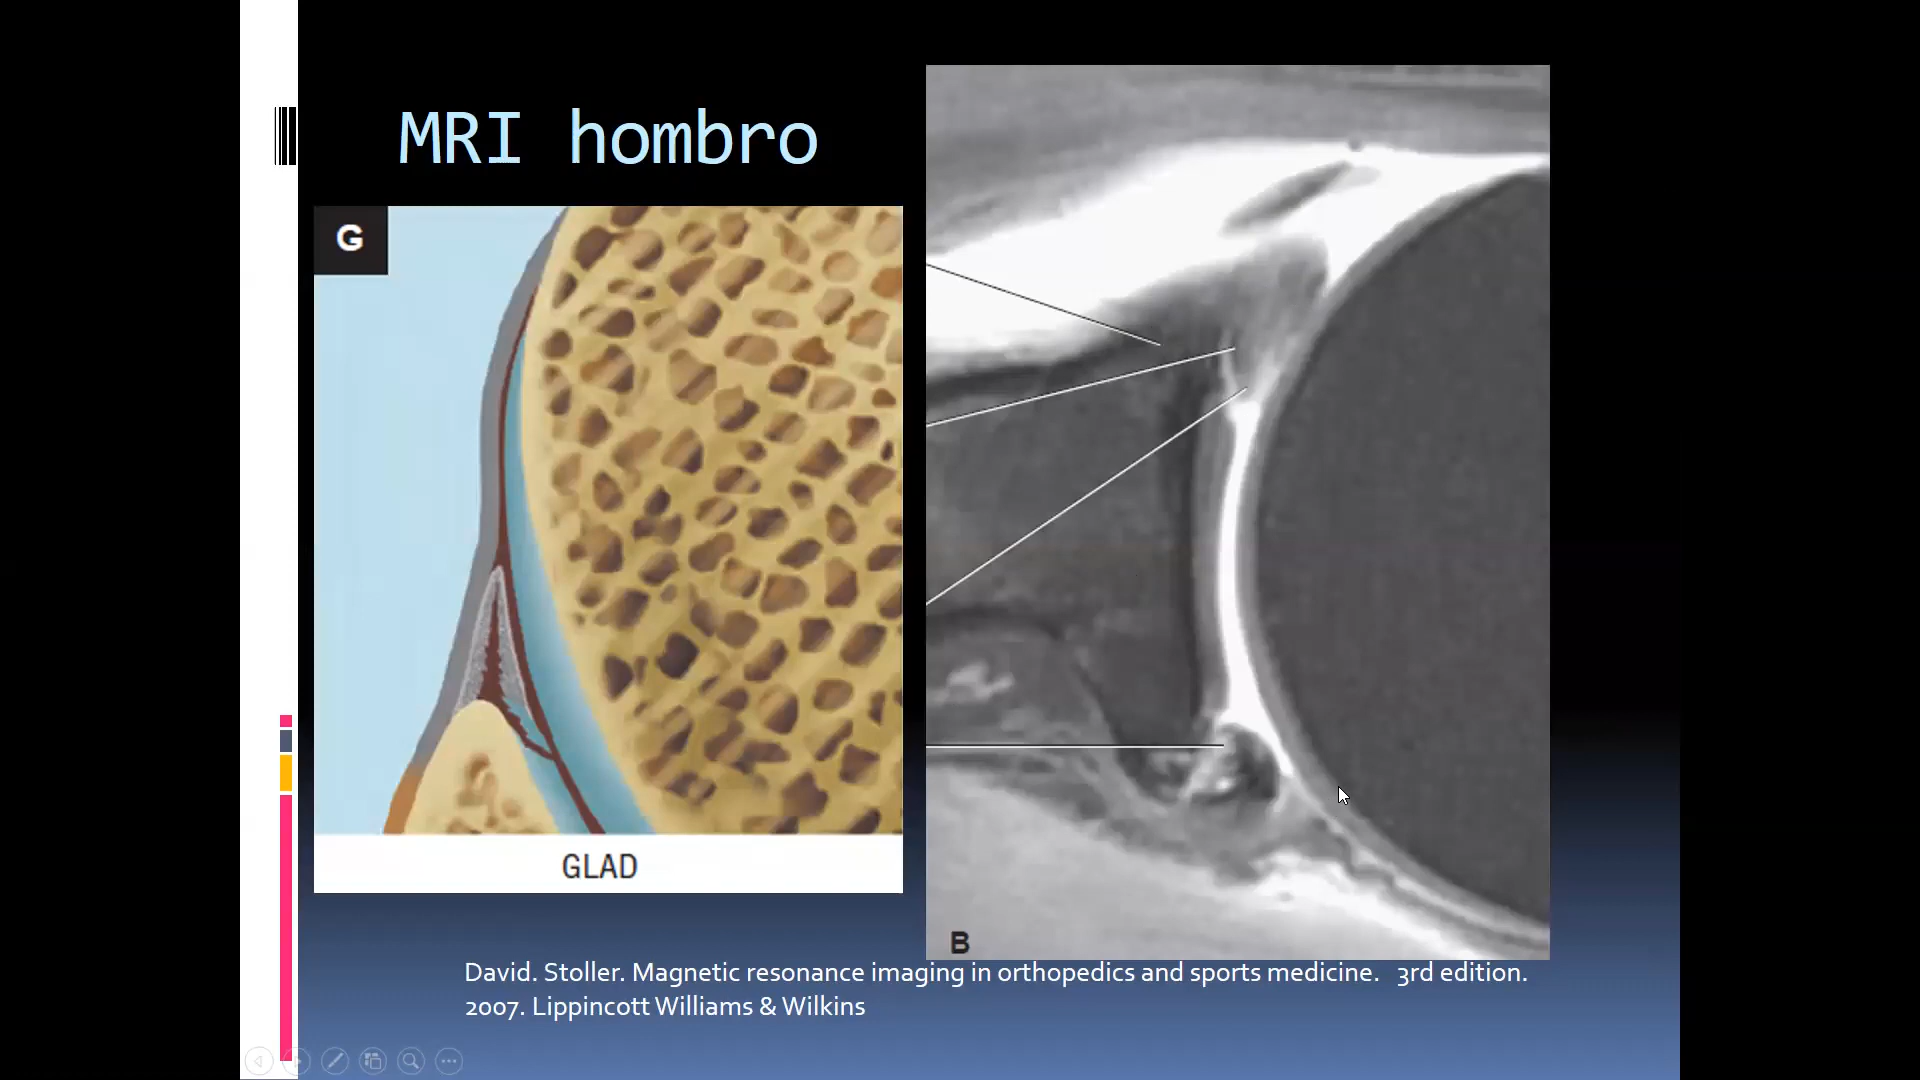 MRI hombro
G
GLAD
B
David. Stoller. Magnetic resonance imaging in orthopedics and sports medicine. 3rd edition.
2007. Lippincott Williams & Wilkins